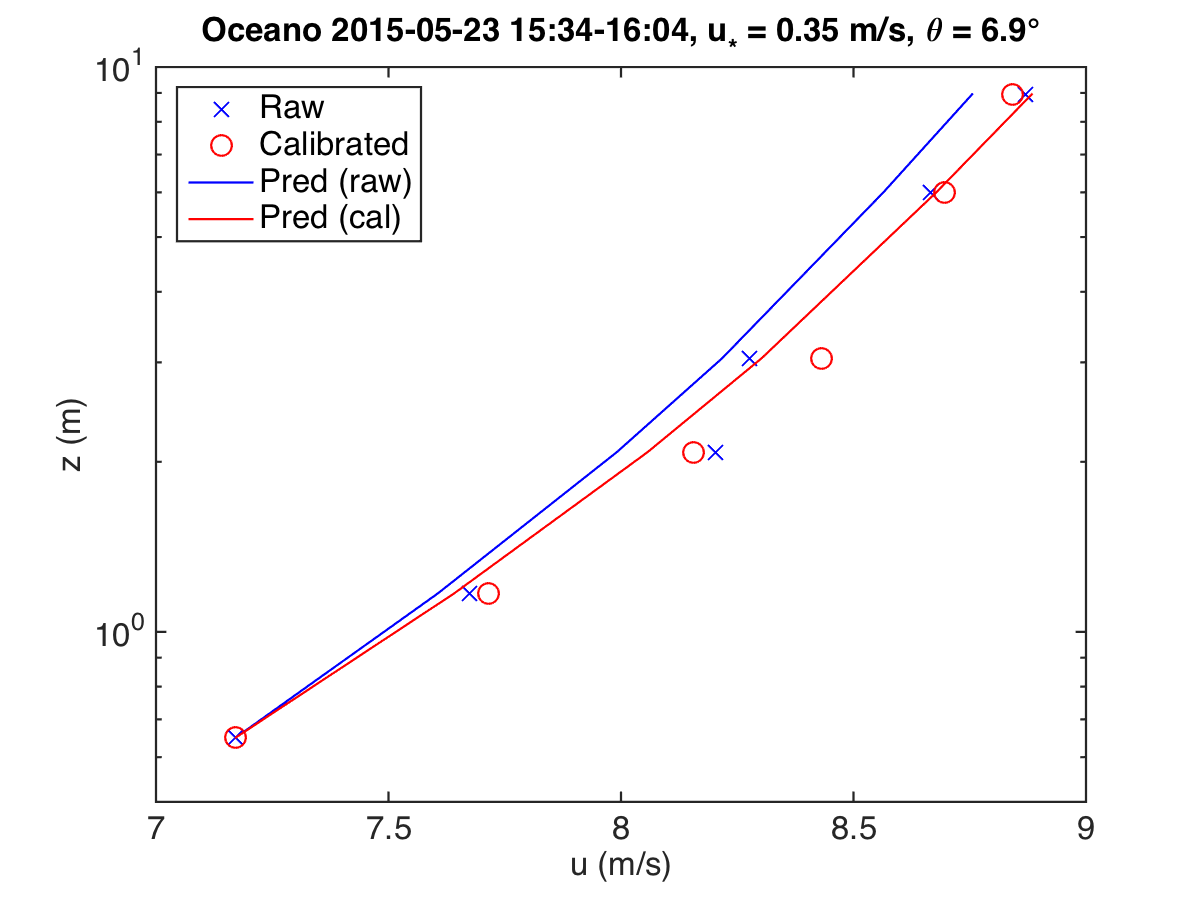 Oceano 2015-05-23 15:34-16:04, u* = 0.35 m/s, θ = 6.9°
10¹
Raw
Calibrated
Pred (raw)
Pred (cal)
z (m)
10⁰
7 7.5 8 8.5 9
u (m/s)